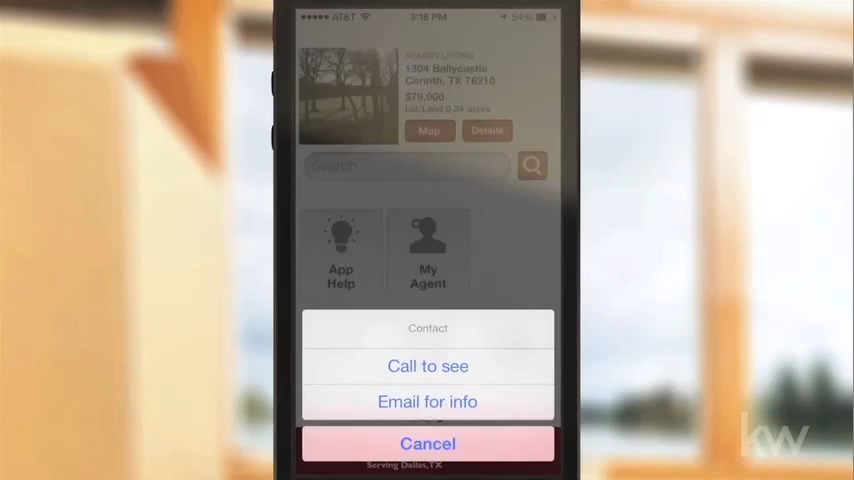 AT&T 3:16 PM 54%
NEARBY LISTING
1304 Ballycastle
Corinth, TX 76210
$79,000
Lot/Land 0.24 acres
Map Details
Search
App Help
My Agent
Contact
Call to see
Email for info
Cancel
Serving Dallas, TX
kw